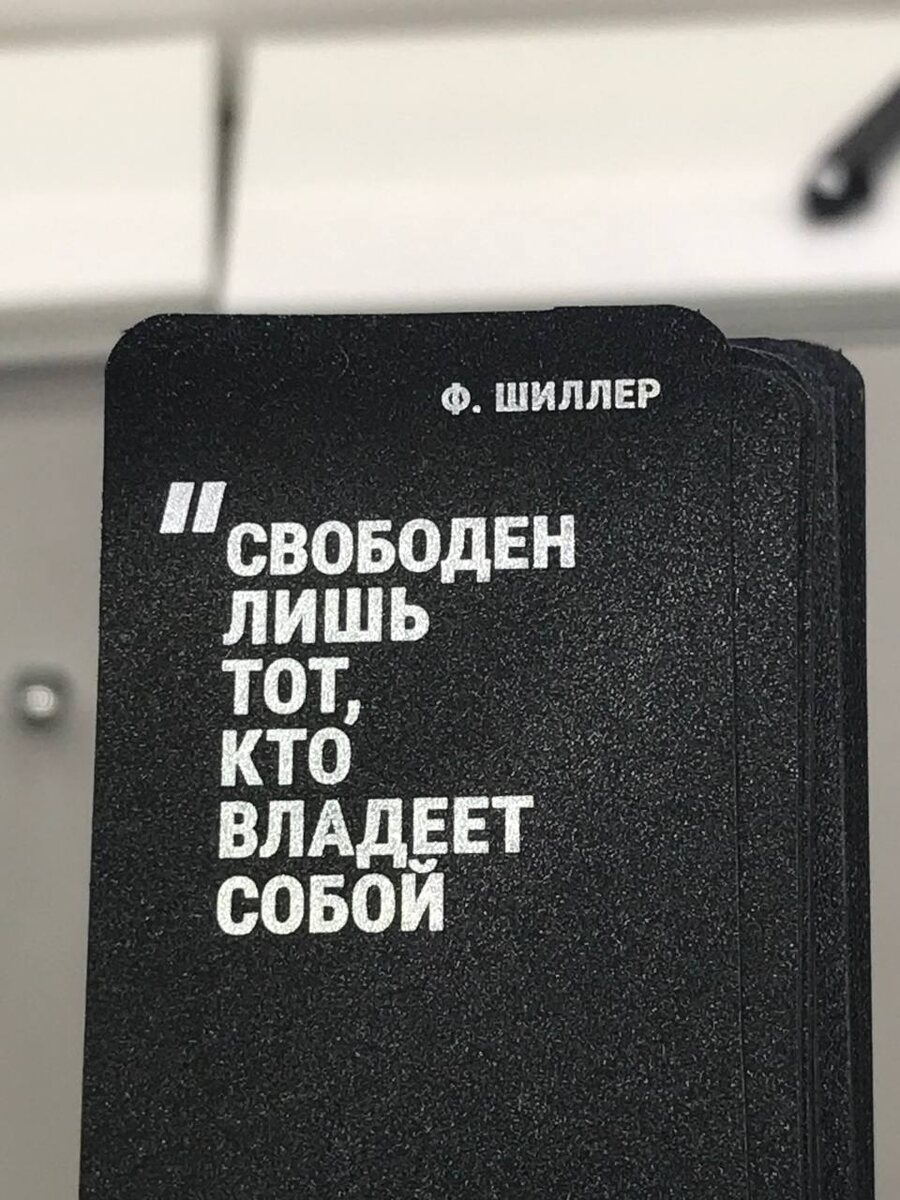 Ф. ШИЛЛЕР
"СВОБОДЕН
ЛИШЬ
ТОТ,
КТО
ВЛАДЕЕТ
СОБОЙ